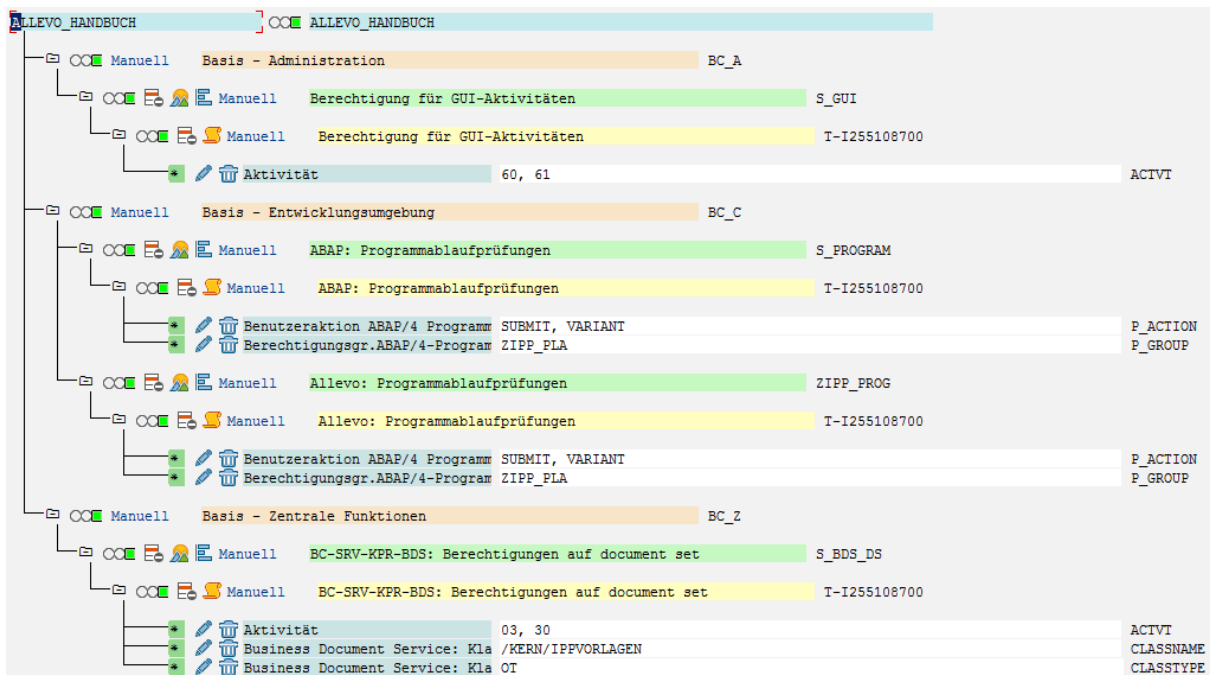 ALLEVO_HANDBUCH ALLEVO_HANDBUCH
Manuell Basis - Administration BC_A
Manuell Berechtigung für GUI-Aktivitäten S_GUI
Manuell Berechtigung für GUI-Aktivitäten T-I255108700
* Aktivität 60, 61 ACTVT
Manuell Basis - Entwicklungsumgebung BC_C
Manuell ABAP: Programmablaufprüfungen S_PROGRAM
Manuell ABAP: Programmablaufprüfungen T-I255108700
* Benutzeraktion ABAP/4 Programm SUBMIT, VARIANT P_ACTION
* Berechtigungsgr.ABAP/4-Program ZIPP_PLA P_GROUP
Manuell Allevo: Programmablaufprüfungen ZIPP_PROG
Manuell Allevo: Programmablaufprüfungen T-I255108700
* Benutzeraktion ABAP/4 Programm SUBMIT, VARIANT P_ACTION
* Berechtigungsgr.ABAP/4-Program ZIPP_PLA P_GROUP
Manuell Basis - Zentrale Funktionen BC_Z
Manuell BC-SRV-KPR-BDS: Berechtigungen auf document set S_BDS_DS
Manuell BC-SRV-KPR-BDS: Berechtigungen auf document set T-I255108700
* Aktivität 03, 30 ACTVT
* Business Document Service: Kla /KERN/IPPVORLAGEN CLASSNAME
* Business Document Service: Kla OT CLASSTYPE